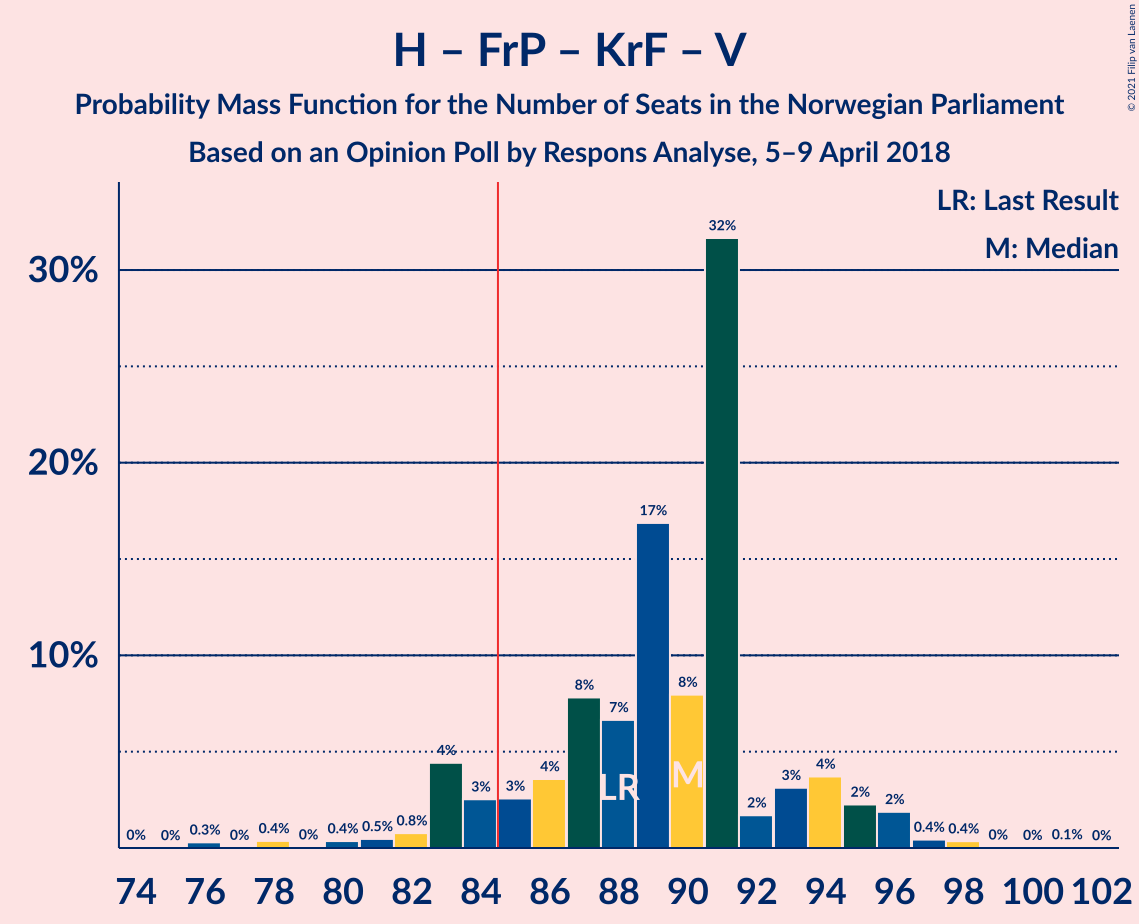 H – FrP – KrF – V
Probability Mass Function for the Number of Seats in the Norwegian Parliament
Based on an Opinion Poll by Respons Analyse, 5–9 April 2018
© 2021 Filip van Laenen
LR: Last Result
M: Median
30%
20%
10%
0% 0% 0.3% 0% 0.4% 0% 0.4% 0.5% 0.8% 4% 3% 3% 4% 8% 7% 17% 8% 32% 2% 3% 4% 2% 2% 0.4% 0.4% 0% 0% 0.1% 0%
LR M
74 76 78 80 82 84 86 88 90 92 94 96 98 100 102